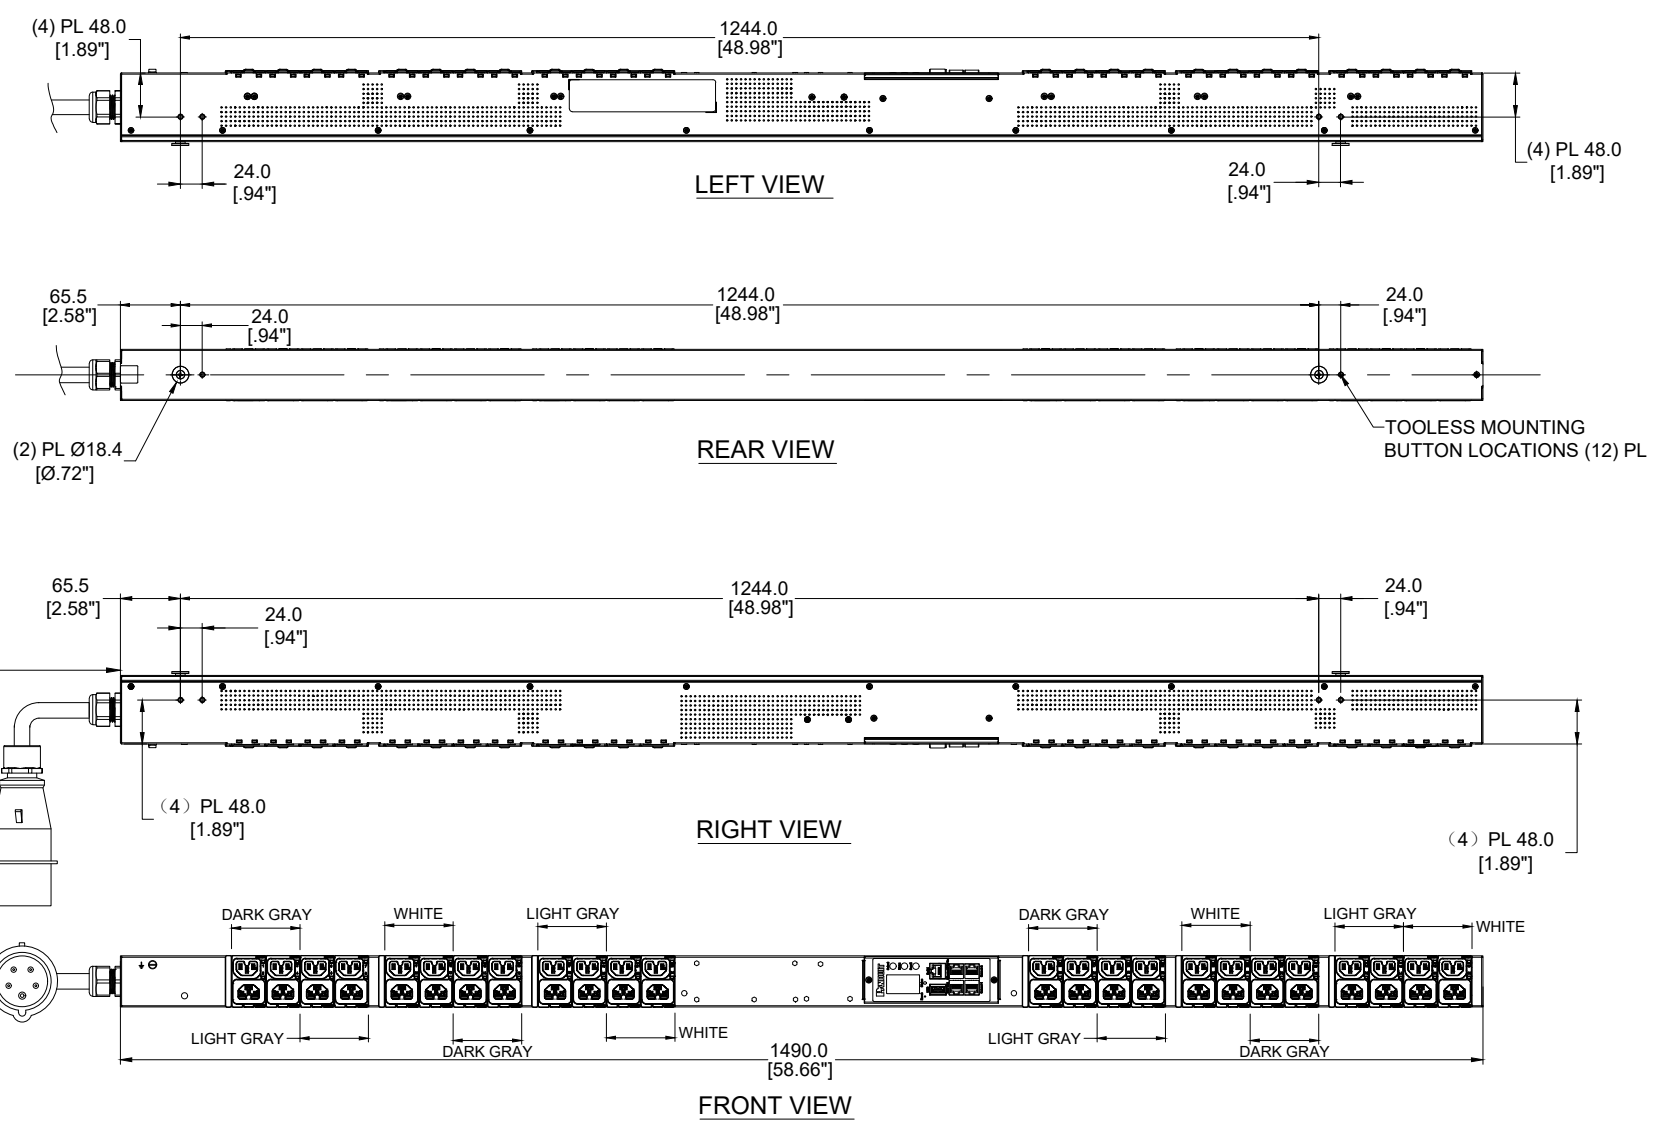 (4) PL 48.0
[1.89"]
1244.0
[48.98"]
24.0
[.94"]
24.0
[.94"]
(4) PL 48.0
[1.89"]
LEFT VIEW
65.5
[2.58"]
24.0
[.94"]
1244.0
[48.98"]
24.0
[.94"]
(2) PL Ø18.4
[Ø.72"]
TOOLESS MOUNTING
BUTTON LOCATIONS (12) PL
REAR VIEW
65.5
[2.58"]
24.0
[.94"]
1244.0
[48.98"]
24.0
[.94"]
（4）PL 48.0
[1.89"]
（4）PL 48.0
[1.89"]
RIGHT VIEW
DARK GRAY
WHITE
LIGHT GRAY
DARK GRAY
WHITE
LIGHT GRAY
WHITE
LIGHT GRAY
DARK GRAY
WHITE
LIGHT GRAY
DARK GRAY
1490.0
[58.66"]
FRONT VIEW